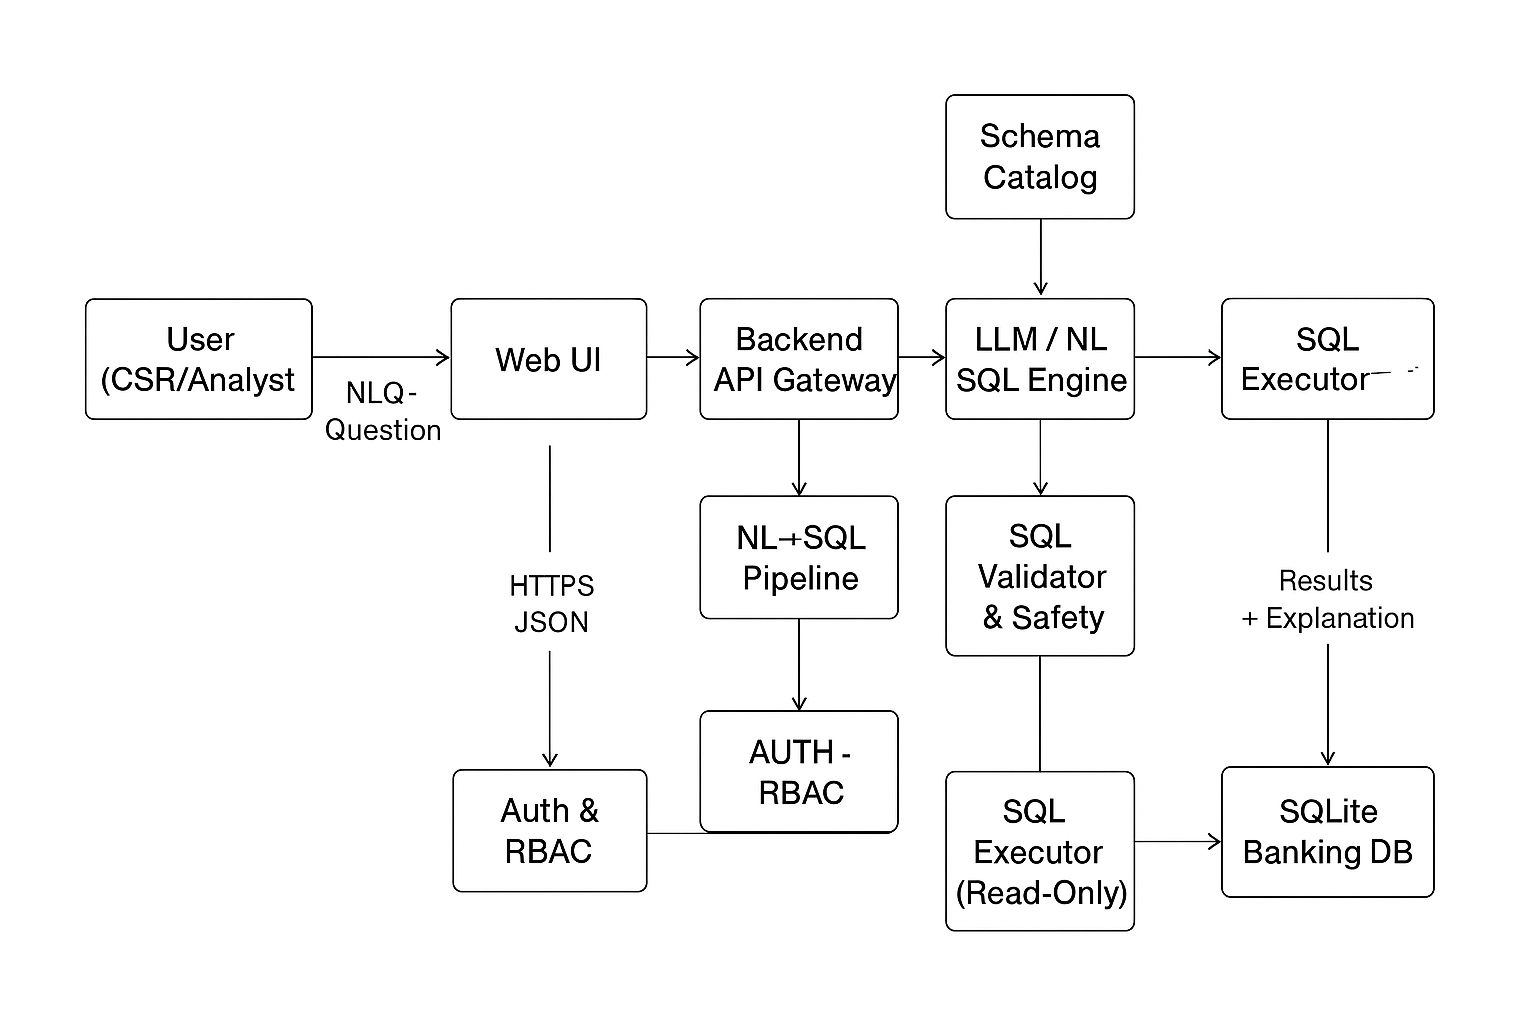 Schema
Catalog
User
(CSR/Analyst
NLQ-
Question
Web UI
Backend
API Gateway
LLM / NL
SQL Engine
SQL
Executor
HTTPS
JSON
NL→SQL
Pipeline
SQL
Validator
& Safety
Results
+ Explanation
Auth &
RBAC
AUTH -
RBAC
SQL
Executor
(Read-Only)
SQLite
Banking DB